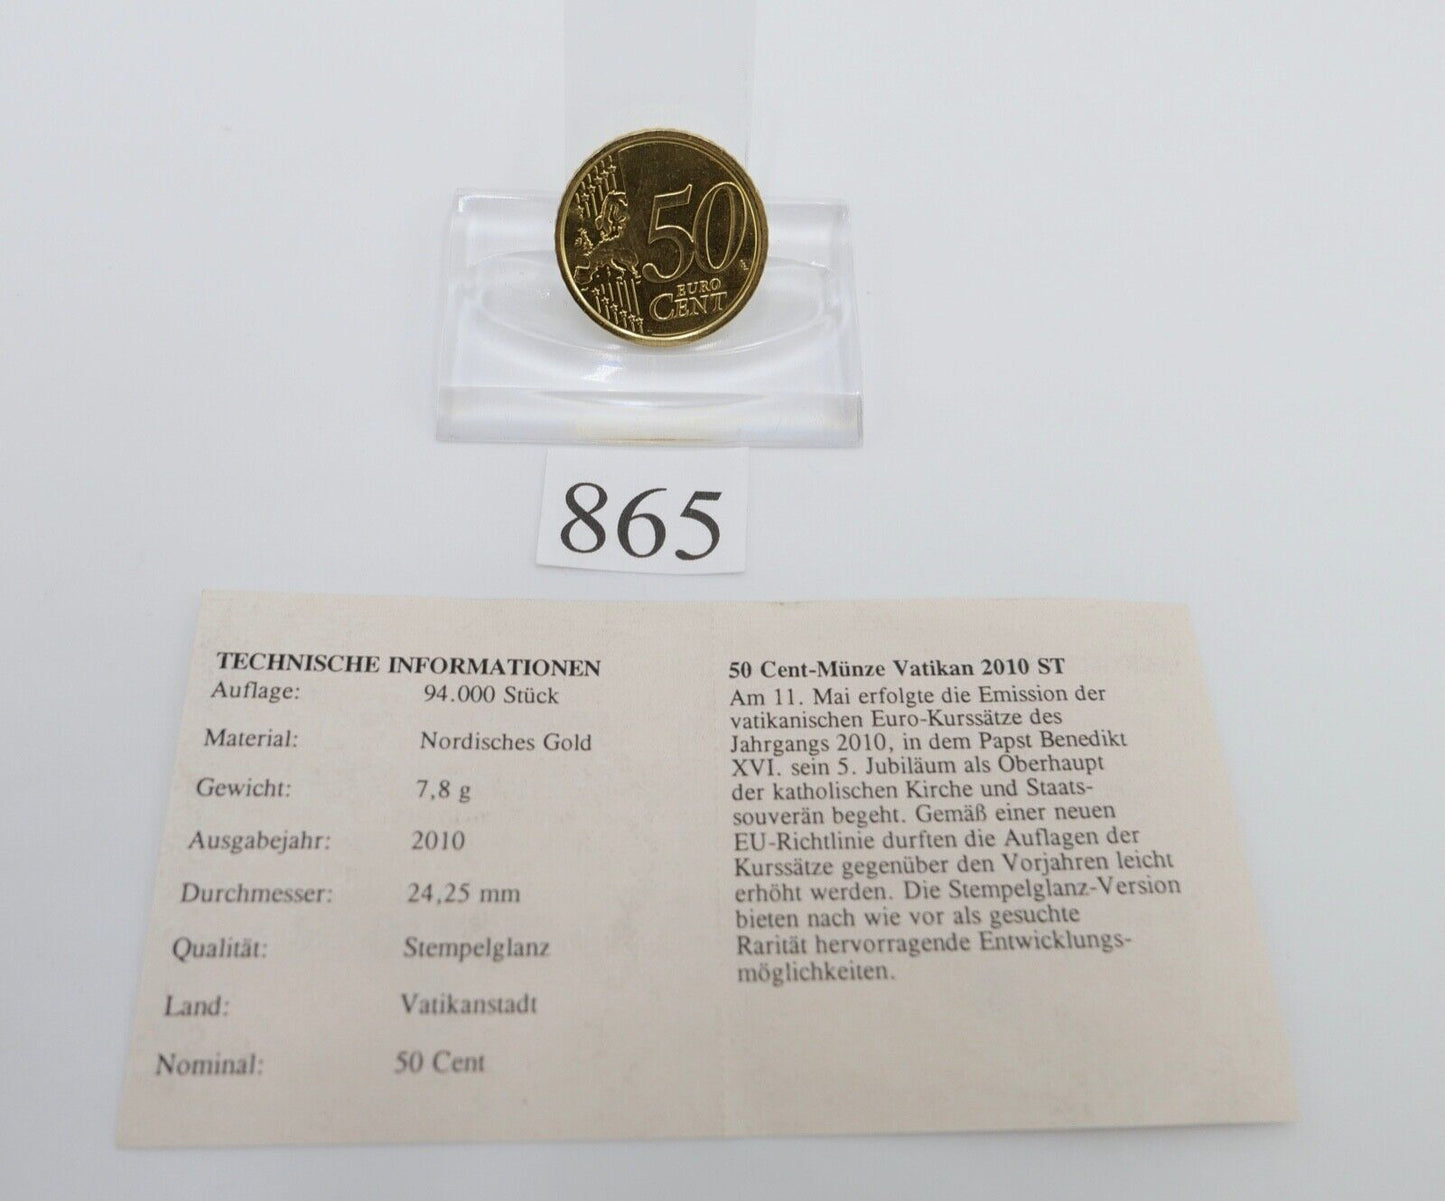 50
EURO
CENT
865
TECHNISCHE INFORMATIONEN
Auflage: 94.000 Stück
Material: Nordisches Gold
Gewicht: 7,8 g
Ausgabejahr: 2010
Durchmesser: 24,25 mm
Qualität: Stempelglanz
Land: Vatikanstadt
Nominal: 50 Cent
50 Cent-Münze Vatikan 2010 ST
Am 11. Mai erfolgte die Emission der
vatikanischen Euro-Kurssätze des
Jahrgangs 2010, in dem Papst Benedikt
XVI. sein 5. Jubiläum als Oberhaupt
der katholischen Kirche und Staats-
souverän begeht. Gemäß einer neuen
EU-Richtlinie durften die Auflagen der
Kurssätze gegenüber den Vorjahren leicht
erhöht werden. Die Stempelglanz-Version
bieten nach wie vor als gesuchte
Rarität hervorragende Entwicklungs-
möglichkeiten.